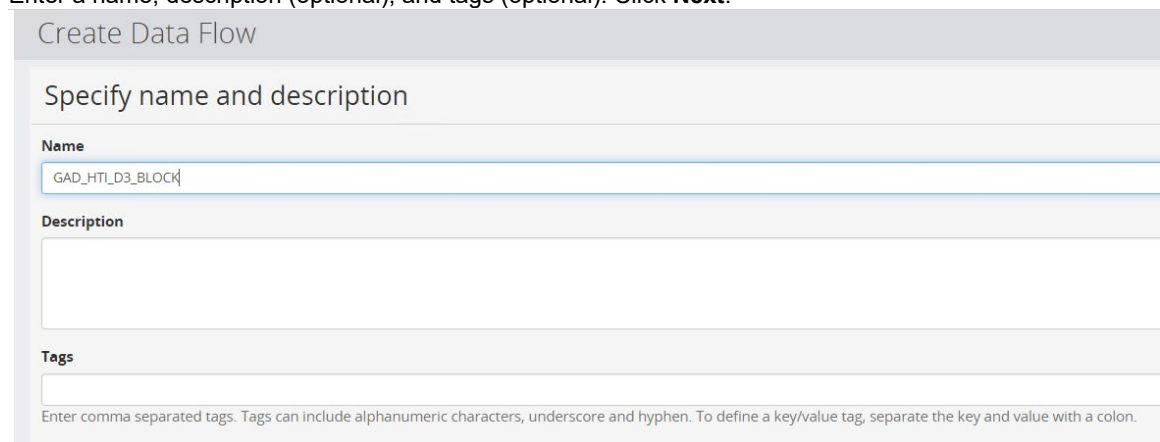 Enter a name, description (optional), and tags (optional). Click Next.
Create Data Flow
Specify name and description
Name
GAD_HTI_D3_BLOCK
Description
Tags
Enter comma separated tags. Tags can include alphanumeric characters, underscore and hyphen. To define a key/value tag, separate the key and value with a colon.